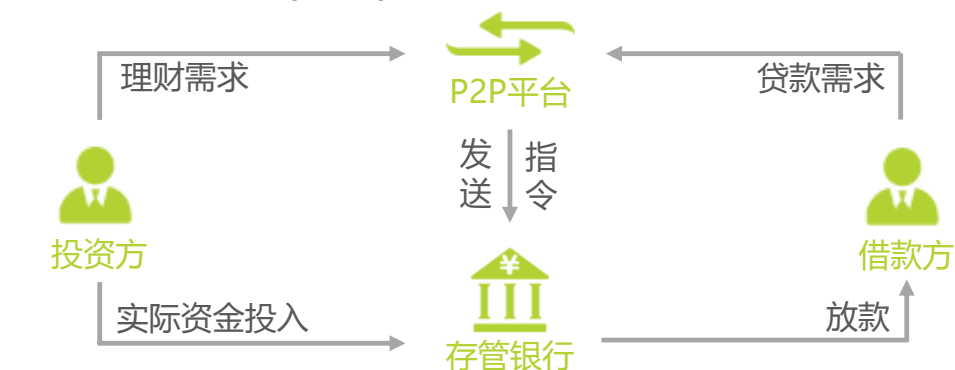 理财需求
P2P平台
贷款需求
发送
指令
投资方
借款方
¥
实际资金投入
放款
存管银行